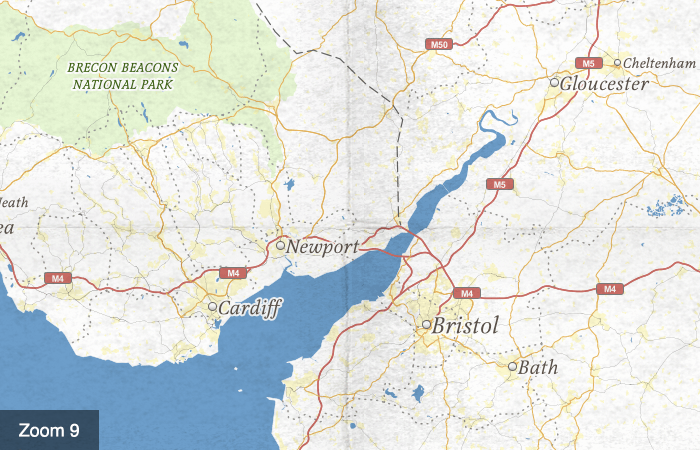 M50
M5
Cheltenham
BRECON BEACONS
NATIONAL PARK
Gloucester
M5
Neath
ea
Newport
M4
M4
M4
M4
Cardiff
Bristol
Bath
Zoom 9